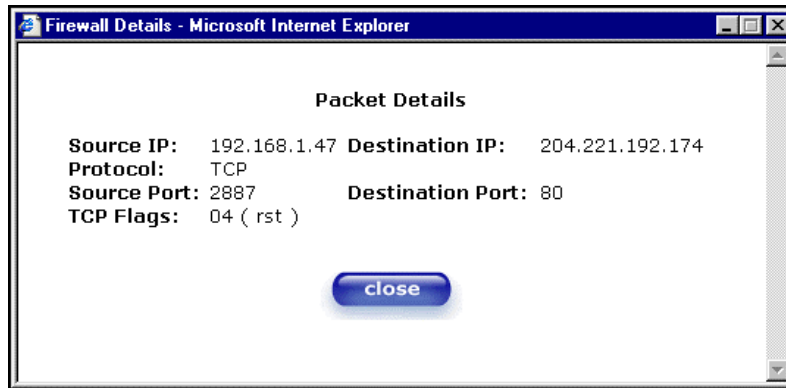 Firewall Details - Microsoft Internet Explorer
Packet Details
Source IP: 192.168.1.47 Destination IP: 204.221.192.174
Protocol: TCP
Source Port: 2887 Destination Port: 80
TCP Flags: 04 ( rst )
close